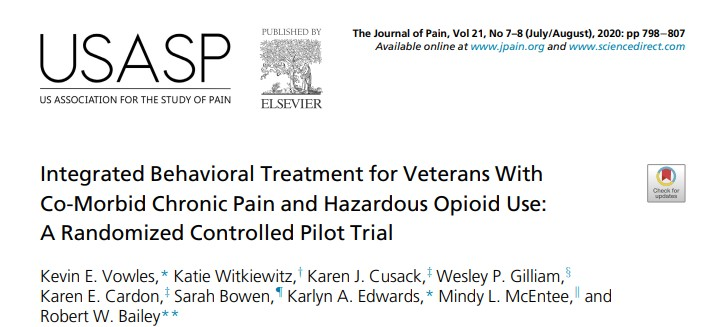 USASP
US ASSOCIATION FOR THE STUDY OF PAIN
PUBLISHED BY
ELSEVIER
The Journal of Pain, Vol 21, No 7−8 (July/August), 2020: pp 798−807
Available online at www.jpain.org and www.sciencedirect.com
Integrated Behavioral Treatment for Veterans With
Co-Morbid Chronic Pain and Hazardous Opioid Use:
A Randomized Controlled Pilot Trial
Check for
updates
Kevin E. Vowles,* Katie Witkiewitz,† Karen J. Cusack,‡ Wesley P. Gilliam,§
Karen E. Cardon,‡ Sarah Bowen,¶ Karlyn A. Edwards,* Mindy L. McEntee,‖ and
Robert W. Bailey**